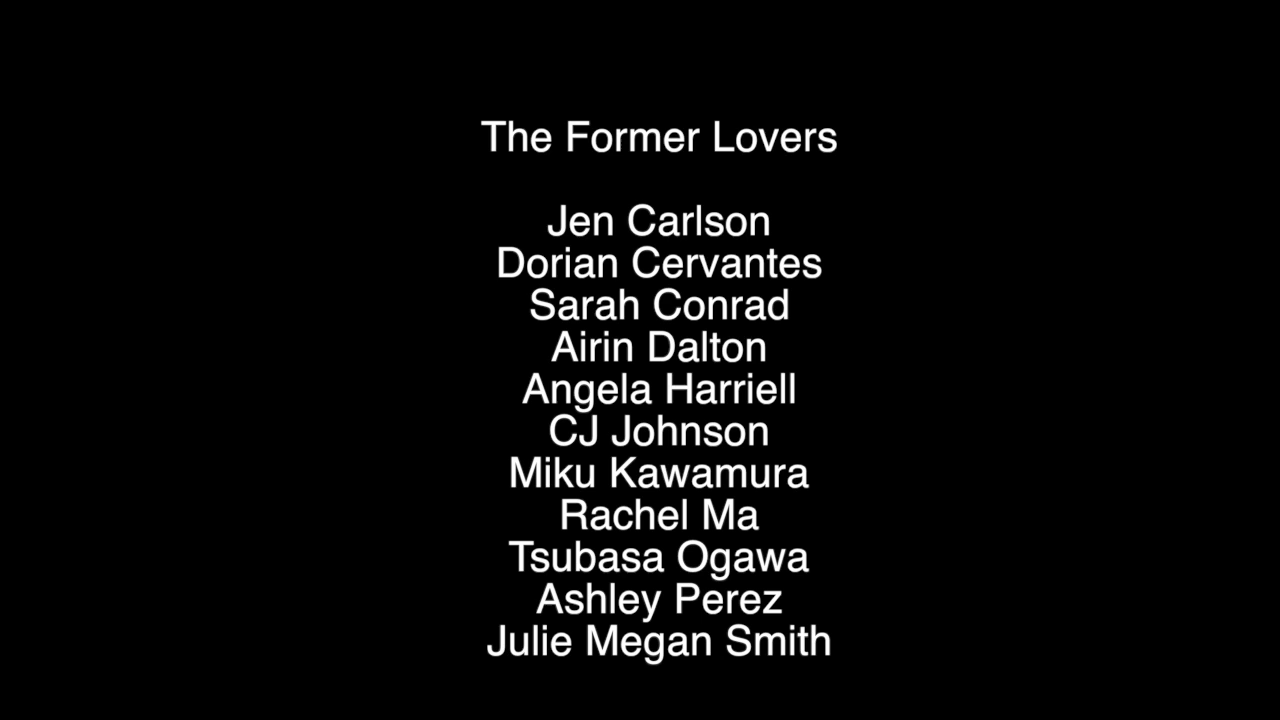 The Former Lovers
Jen Carlson
Dorian Cervantes
Sarah Conrad
Airin Dalton
Angela Harriell
CJ Johnson
Miku Kawamura
Rachel Ma
Tsubasa Ogawa
Ashley Perez
Julie Megan Smith